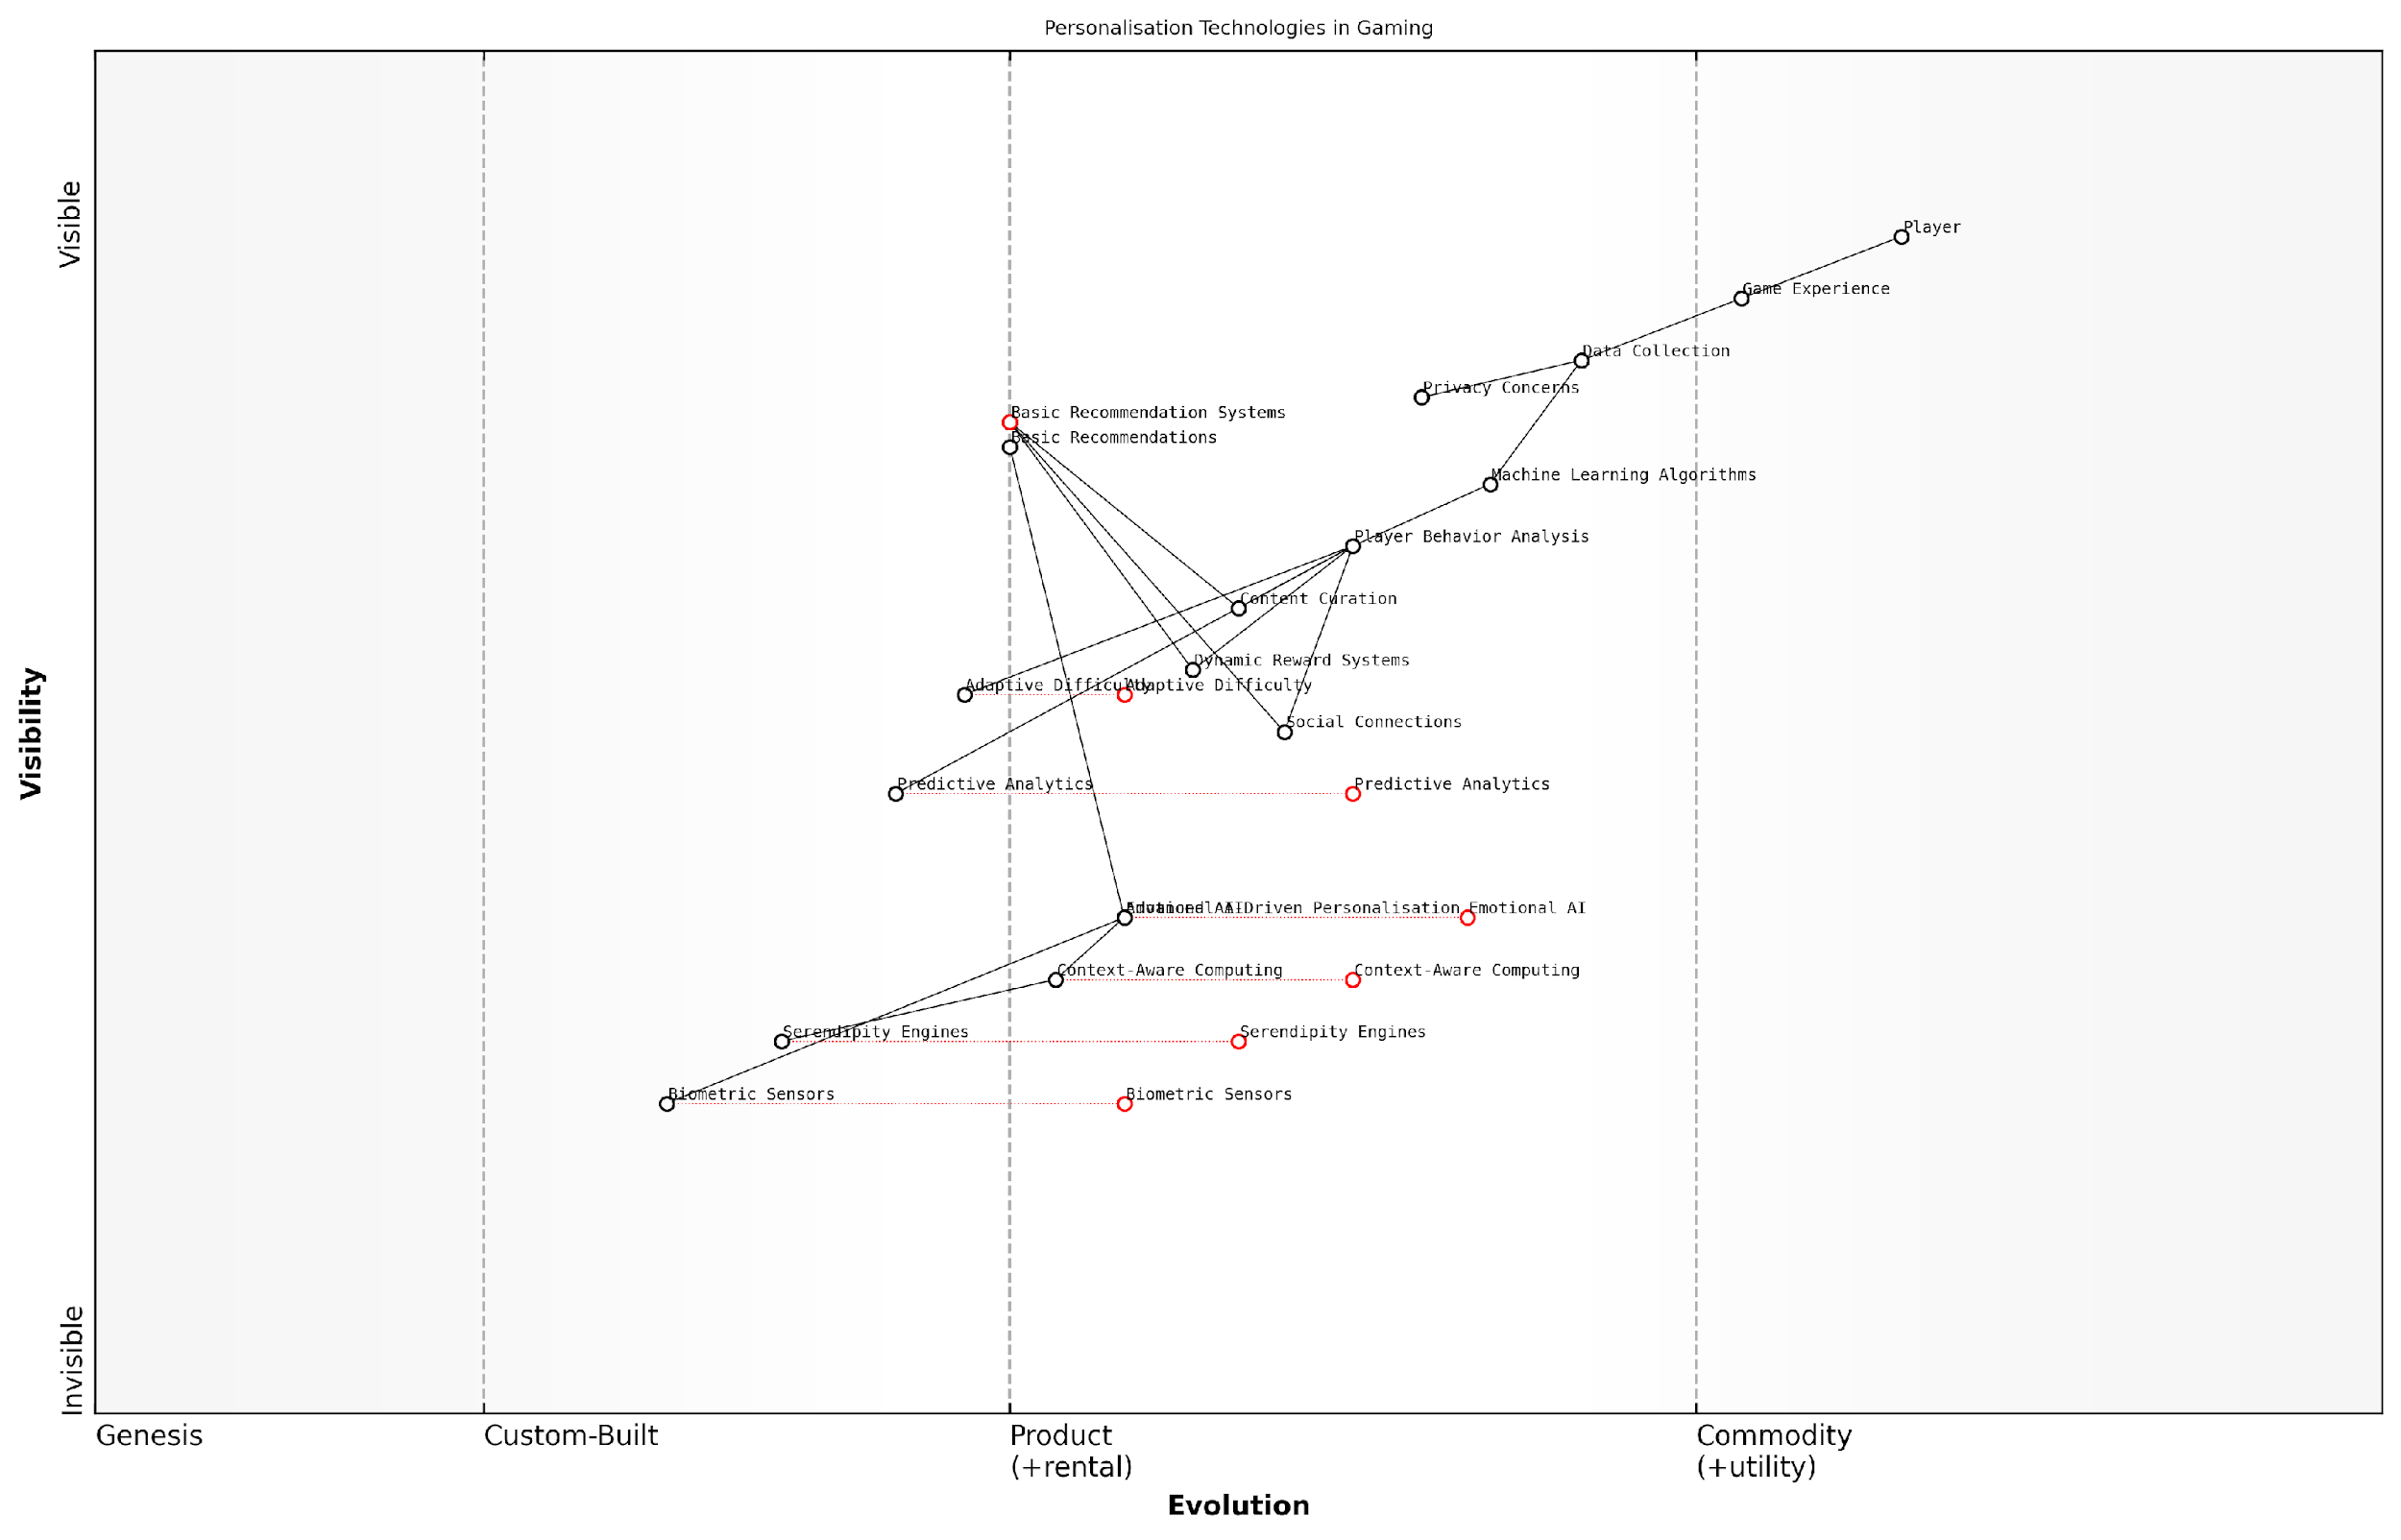 Personalisation Technologies in Gaming
Visible
Player
Game Experience
Data Collection
Privacy Concerns
Basic Recommendation Systems
Basic Recommendations
Machine Learning Algorithms
Player Behavior Analysis
Content Curation
Dynamic Reward Systems
Adaptive Difficulty
Adaptive Difficulty
Social Connections
Predictive Analytics
Predictive Analytics
Advanced AI-Driven Personalisation
Emotional AI
Emotional AI
Context-Aware Computing
Context-Aware Computing
Serendipity Engines
Serendipity Engines
Biometric Sensors
Biometric Sensors
Visibility
Invisible
Genesis
Custom-Built
Product
(+rental)
Commodity
(+utility)
Evolution